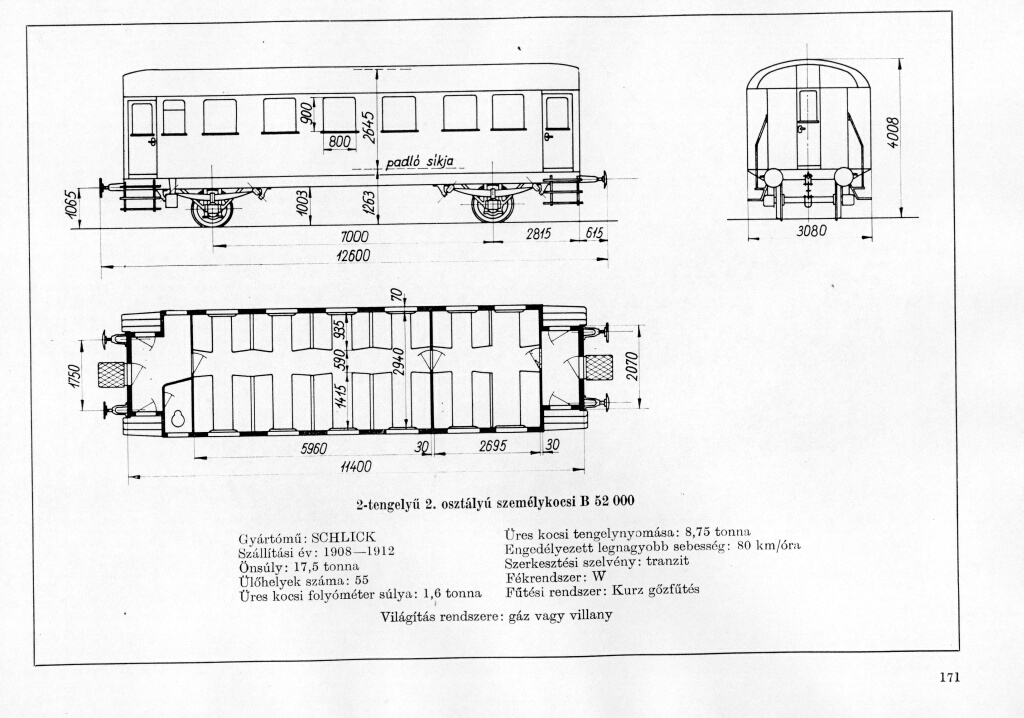 900
800
2645
padló síkja
4008
1065
1003
1263
7000
2815
615
12600
3080
70
935
590
2940
1415
1750
2070
5960
30
2695
30
11400
2-tengelyű 2. osztályú személykocsi B 52 000
Gyártómű: SCHLICK
Szállítási év: 1908—1912
Önsúly: 17,5 tonna
Ülőhelyek száma: 55
Üres kocsi folyóméter súlya: 1,6 tonna
Üres kocsi tengelynyomása: 8,75 tonna
Engedélyezett legnagyobb sebesség: 80 km/óra
Szerkesztési szelvény: tranzit
Fékrendszer: W
Fűtési rendszer: Kurz gőzfűtés
Világítás rendszere: gáz vagy villany
171